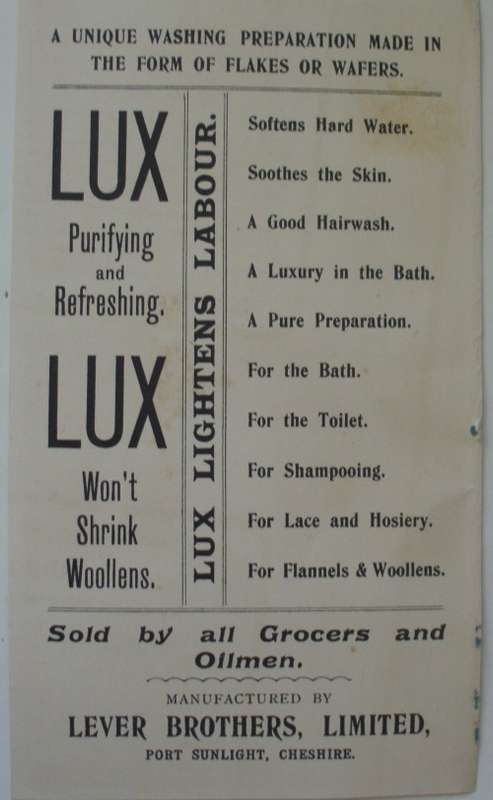 A UNIQUE WASHING PREPARATION MADE IN
THE FORM OF FLAKES OR WAFERS.
LUX
Purifying
and
Refreshing.
LUX
Won't
Shrink
Woollens.
LUX LIGHTENS LABOUR.
Softens Hard Water.
Soothes the Skin.
A Good Hairwash.
A Luxury in the Bath.
A Pure Preparation.
For the Bath.
For the Toilet.
For Shampooing.
For Lace and Hosiery.
For Flannels & Woollens.
Sold by all Grocers and
Oilmen.
MANUFACTURED BY
LEVER BROTHERS, LIMITED,
PORT SUNLIGHT, CHESHIRE.